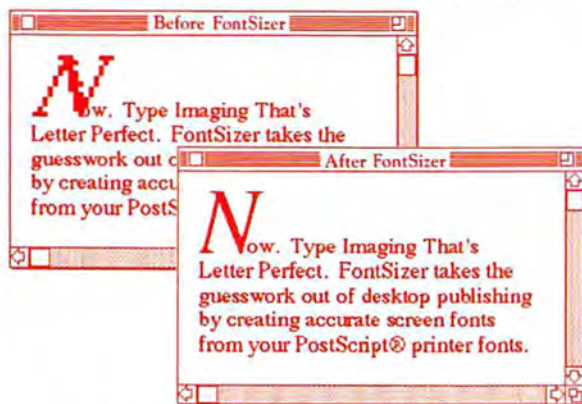 Before FontSizer
Now. Type Imaging That's
Letter Perfect. FontSizer takes the
guesswork out
by creating accu
from your PostS
After FontSizer
Now. Type Imaging That's
Letter Perfect. FontSizer takes the
guesswork out of desktop publishing
by creating accurate screen fonts
from your PostScript® printer fonts.